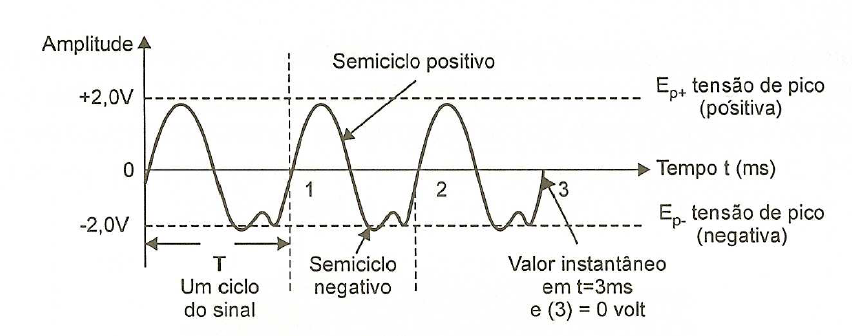 Amplitude
Semiciclo positivo
+2,0V
Ep+ tensão de pico
(pósitiva)
0
1
2
3
Tempo t (ms)
-2,0V
Ep- tensão de pico
(negativa)
T
Um ciclo
do sinal
Semiciclo
negativo
Valor instantâneo
em t=3ms
e (3) = 0 volt